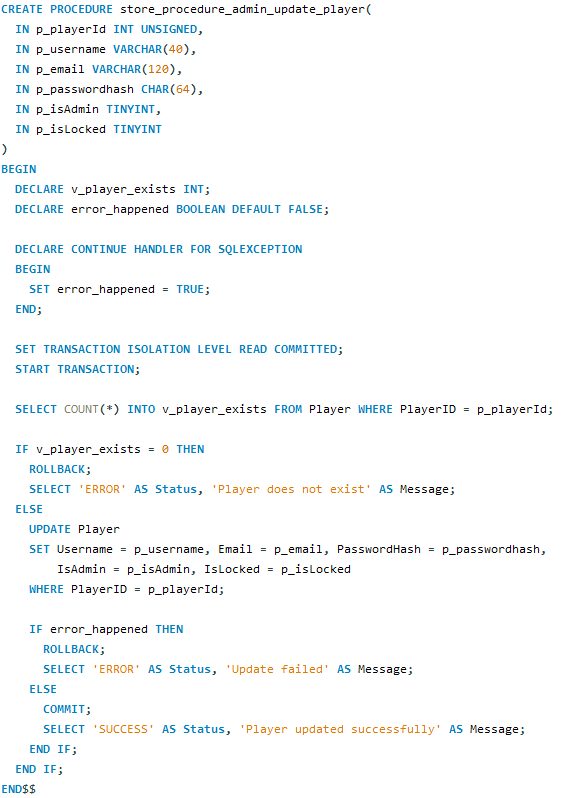 CREATE PROCEDURE store_procedure_admin_update_player(
  IN p_playerId INT UNSIGNED,
  IN p_username VARCHAR(40),
  IN p_email VARCHAR(120),
  IN p_passwordhash CHAR(64),
  IN p_isAdmin TINYINT,
  IN p_isLocked TINYINT
)
BEGIN
  DECLARE v_player_exists INT;
  DECLARE error_happened BOOLEAN DEFAULT FALSE;

  DECLARE CONTINUE HANDLER FOR SQLEXCEPTION
  BEGIN
    SET error_happened = TRUE;
  END;

  SET TRANSACTION ISOLATION LEVEL READ COMMITTED;
  START TRANSACTION;

  SELECT COUNT(*) INTO v_player_exists FROM Player WHERE PlayerID = p_playerId;

  IF v_player_exists = 0 THEN
    ROLLBACK;
    SELECT 'ERROR' AS Status, 'Player does not exist' AS Message;
  ELSE
    UPDATE Player
    SET Username = p_username, Email = p_email, PasswordHash = p_passwordhash,
        IsAdmin = p_isAdmin, IsLocked = p_isLocked
    WHERE PlayerID = p_playerId;

    IF error_happened THEN
      ROLLBACK;
      SELECT 'ERROR' AS Status, 'Update failed' AS Message;
    ELSE
      COMMIT;
      SELECT 'SUCCESS' AS Status, 'Player updated successfully' AS Message;
    END IF;
  END IF;
END$$